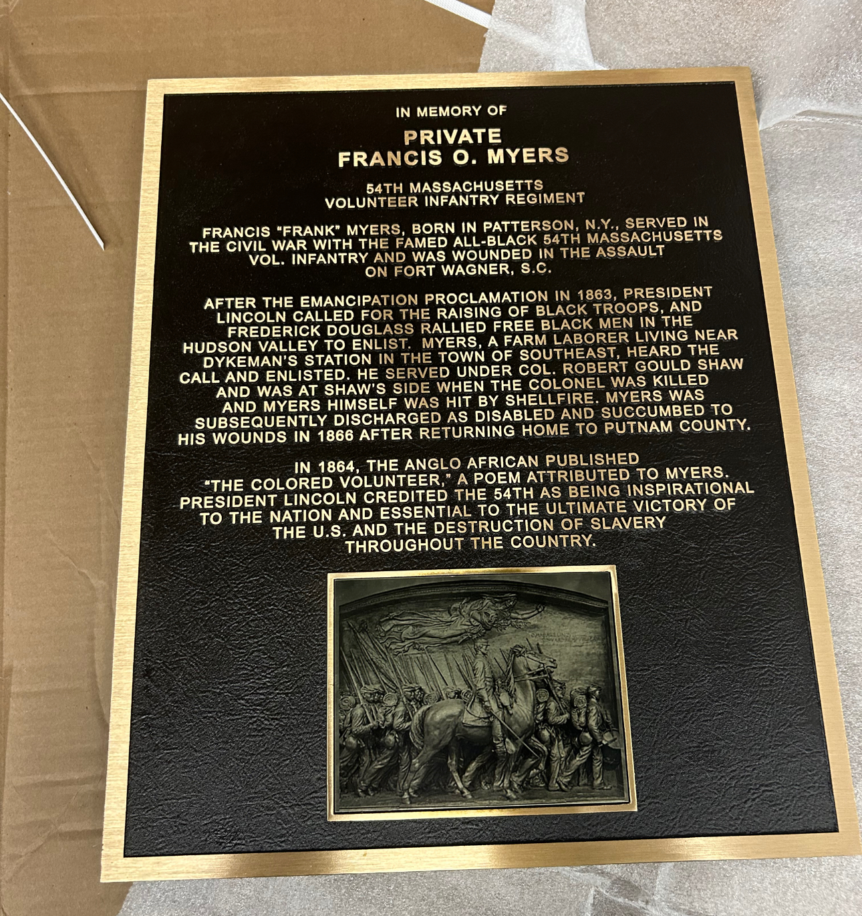 IN MEMORY OF
PRIVATE
FRANCIS O. MYERS
54TH MASSACHUSETTS
VOLUNTEER INFANTRY REGIMENT
FRANCIS "FRANK" MYERS, BORN IN PATTERSON, N.Y., SERVED IN
THE CIVIL WAR WITH THE FAMED ALL-BLACK 54TH MASSACHUSETTS
VOL. INFANTRY AND WAS WOUNDED IN THE ASSAULT
ON FORT WAGNER, S.C.
AFTER THE EMANCIPATION PROCLAMATION IN 1863, PRESIDENT
LINCOLN CALLED FOR THE RAISING OF BLACK TROOPS, AND
FREDERICK DOUGLASS RALLIED FREE BLACK MEN IN THE
HUDSON VALLEY TO ENLIST. MYERS, A FARM LABORER LIVING NEAR
DYKEMAN'S STATION IN THE TOWN OF SOUTHEAST, HEARD THE
CALL AND ENLISTED. HE SERVED UNDER COL. ROBERT GOULD SHAW
AND WAS AT SHAW'S SIDE WHEN THE COLONEL WAS KILLED
AND MYERS HIMSELF WAS HIT BY SHELLFIRE. MYERS WAS
SUBSEQUENTLY DISCHARGED AS DISABLED AND SUCCUMBED TO
HIS WOUNDS IN 1866 AFTER RETURNING HOME TO PUTNAM COUNTY.
IN 1864, THE ANGLO AFRICAN PUBLISHED
"THE COLORED VOLUNTEER," A POEM ATTRIBUTED TO MYERS.
PRESIDENT LINCOLN CREDITED THE 54TH AS BEING INSPIRATIONAL
TO THE NATION AND ESSENTIAL TO THE ULTIMATE VICTORY OF
THE U.S. AND THE DESTRUCTION OF SLAVERY
THROUGHOUT THE COUNTRY.